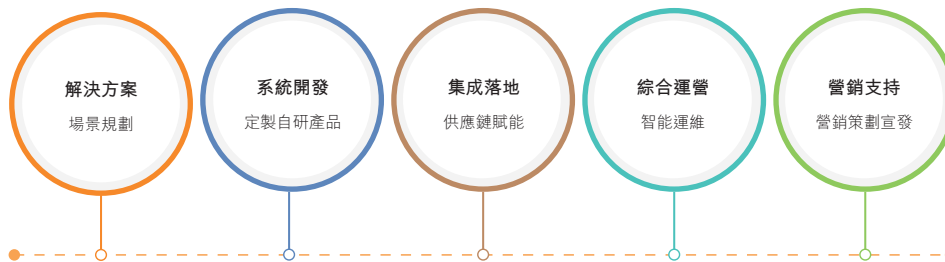 解決方案
場景規劃
系統開發
定製自研產品
集成落地
供應鏈賦能
綜合運營
智能運維
營銷支持
營銷策劃宣發